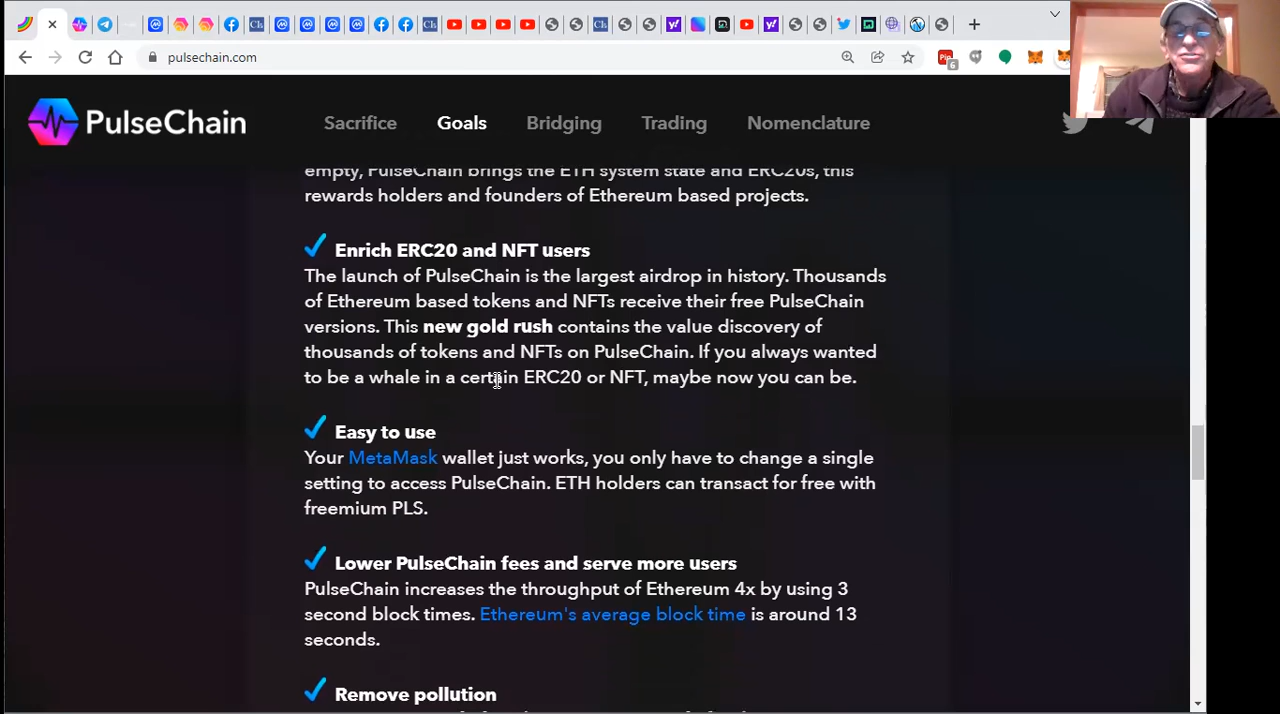 pulsechain.com
6
PulseChain
Sacrifice
Goals
Bridging
Trading
Nomenclature
empty, PulseChain brings the ETH system state and ERC20s, this
rewards holders and founders of Ethereum based projects.
Enrich ERC20 and NFT users
The launch of PulseChain is the largest airdrop in history. Thousands
of Ethereum based tokens and NFTs receive their free PulseChain
versions. This new gold rush contains the value discovery of
thousands of tokens and NFTs on PulseChain. If you always wanted
to be a whale in a certain ERC20 or NFT, maybe now you can be.
Easy to use
Your MetaMask wallet just works, you only have to change a single
setting to access PulseChain. ETH holders can transact for free with
freemium PLS.
Lower PulseChain fees and serve more users
PulseChain increases the throughput of Ethereum 4x by using 3
second block times. Ethereum's average block time is around 13
seconds.
Remove pollution